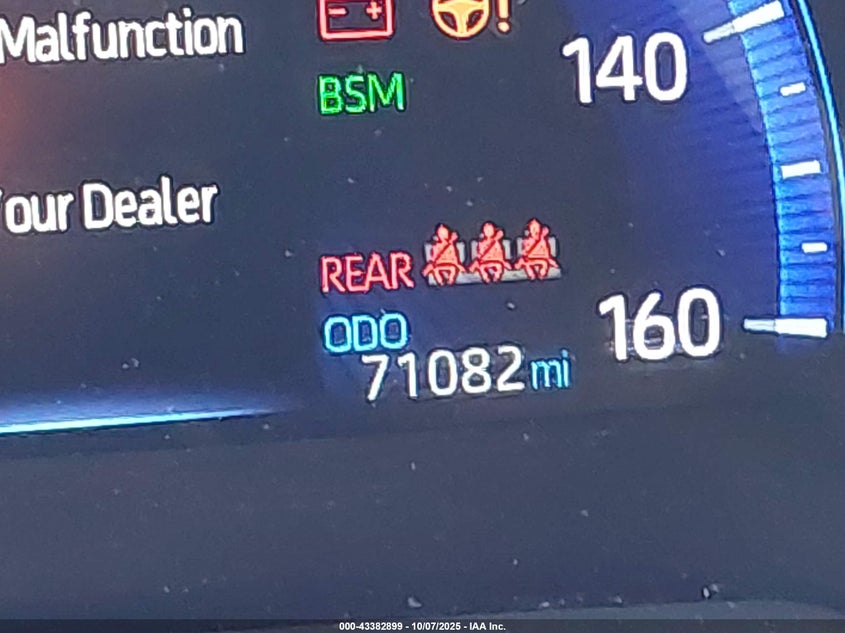 Malfunction
BSM
140
our Dealer
REAR
ODO
160
71082 mi
000-43382899 - 10/07/2025 - IAA Inc.